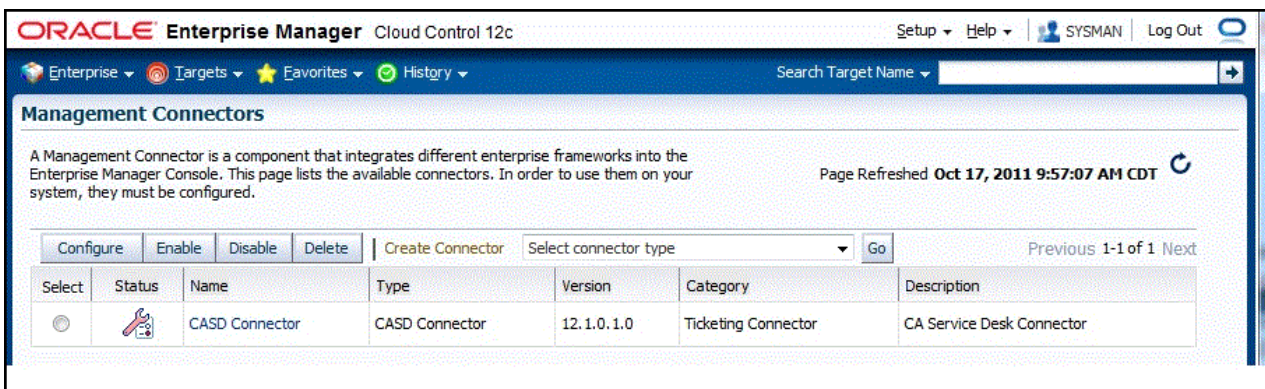 ORACLE Enterprise Manager Cloud Control 12c
Setup Help SYSMAN Log Out
Enterprise Targets Favorites History Search Target Name
Management Connectors
A Management Connector is a component that integrates different enterprise frameworks into the
Enterprise Manager Console. This page lists the available connectors. In order to use them on your
system, they must be configured.
Page Refreshed Oct 17, 2011 9:57:07 AM CDT
Configure Enable Disable Delete Create Connector Select connector type Go Previous 1-1 of 1 Next
Select Status Name Type Version Category Description
CASD Connector CASD Connector 12.1.0.1.0 Ticketing Connector CA Service Desk Connector